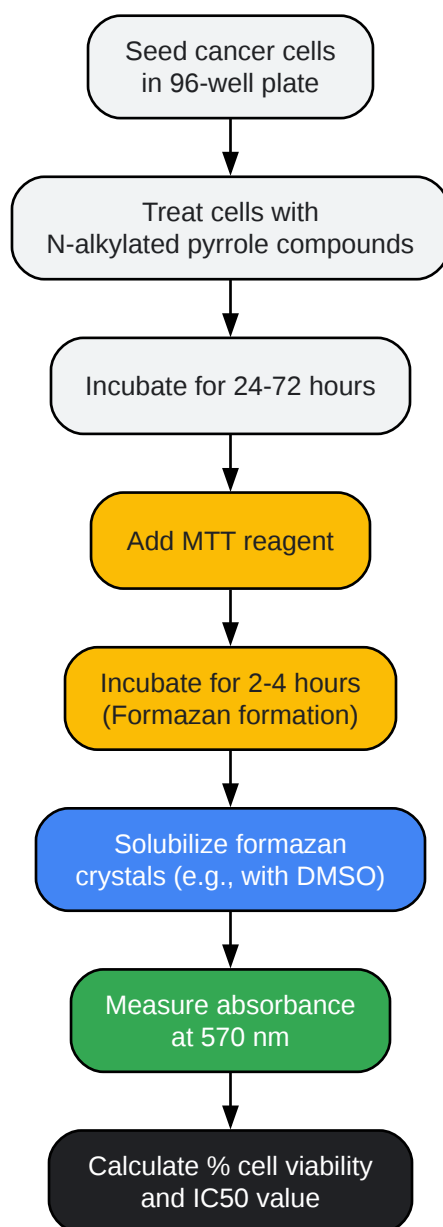 Seed cancer cells
in 96-well plate
Treat cells with
N-alkylated pyrrole compounds
Incubate for 24-72 hours
Add MTT reagent
Incubate for 2-4 hours
(Formazan formation)
Solubilize formazan
crystals (e.g., with DMSO)
Measure absorbance
at 570 nm
Calculate % cell viability
and IC50 value